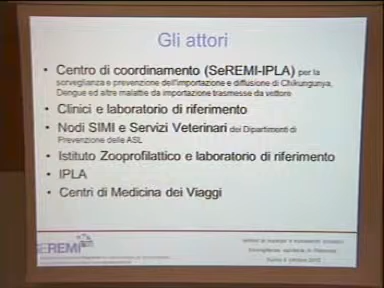 Gli attori
• Centro di coordinamento (SeREMI-IPLA) per la
sorveglianza e prevenzione dell'importazione e diffusione di Chikungunya,
Dengue ed altre malattie da importazione trasmesse da vettore
• Clinici e laboratorio di riferimento
• Nodi SIMI e Servizi Veterinari dei Dipartimenti di
Prevenzione delle ASL
• Istituto Zooprofilattico e laboratorio di riferimento
• IPLA
• Centri di Medicina dei Viaggi
SEREMI